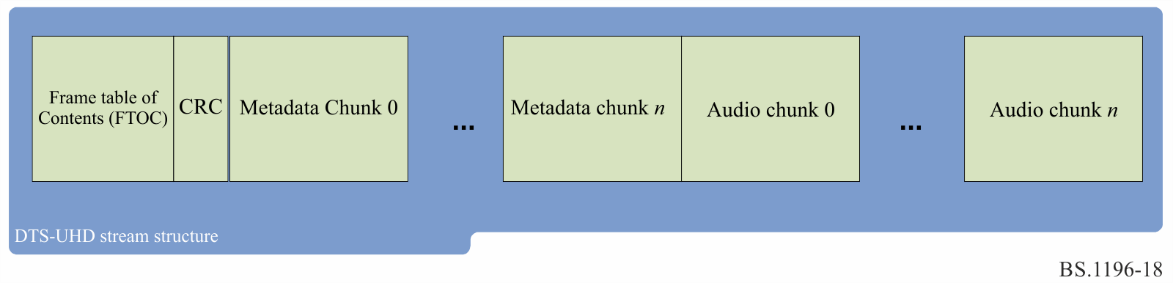 Frame table of
Contents (FTOC)
CRC
Metadata Chunk 0
...
Metadata chunk n
Audio chunk 0
...
Audio chunk n
DTS-UHD stream structure
BS.1196-18